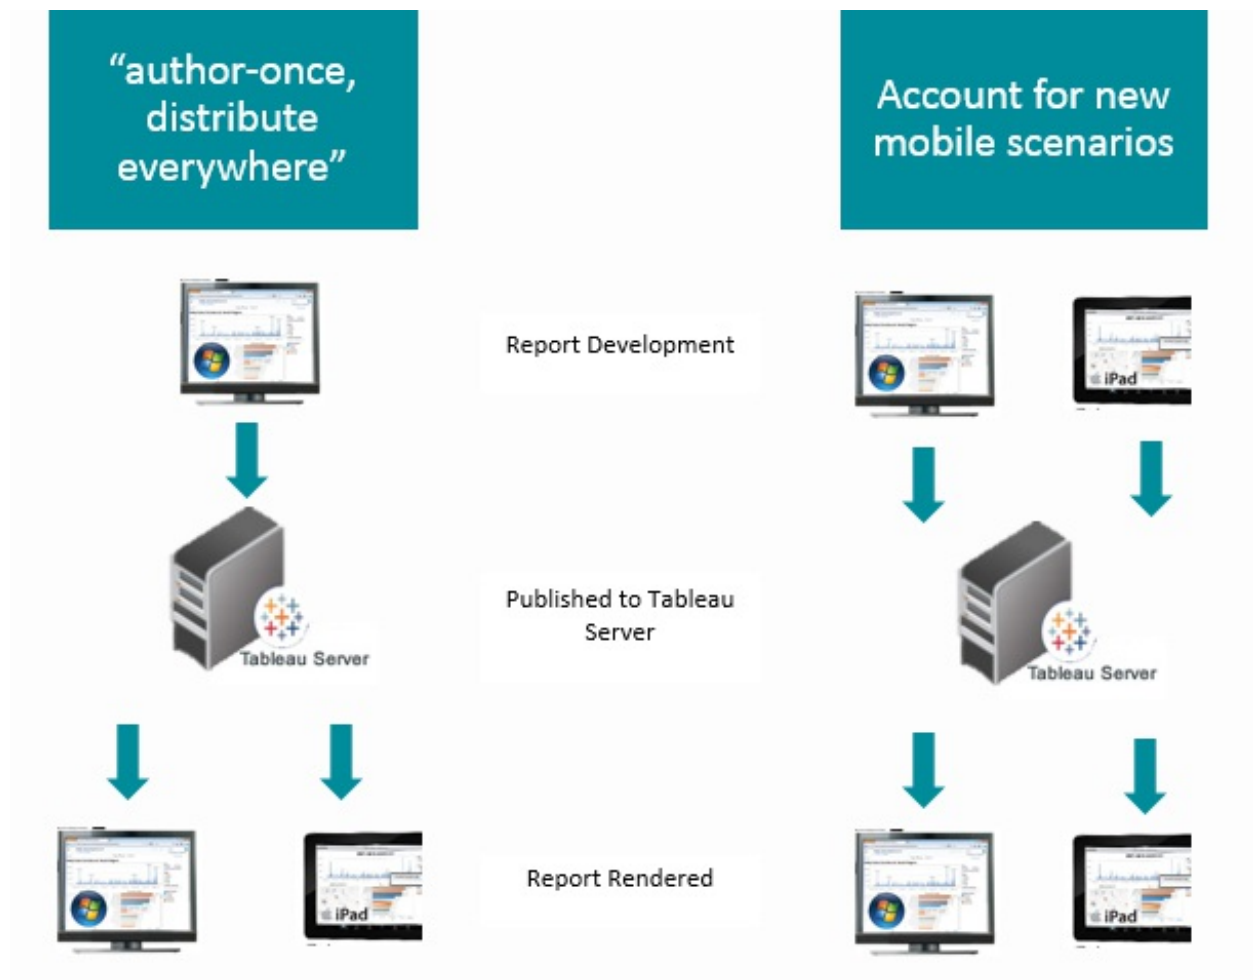 “author-once,
distribute
everywhere”
Account for new
mobile scenarios
Report Development
iPad
Published to Tableau
Server
Tableau Server
Tableau Server
Report Rendered
iPad
iPad